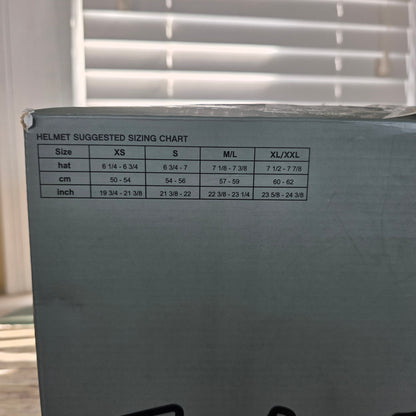 HELMET SUGGESTED SIZING CHART
Size XS S M/L XL/XXL
hat 6 1/4 - 6 3/4 6 3/4 - 7 7 1/8 - 7 3/8 7 1/2 - 7 7/8
cm 50 - 54 54 - 56 57 - 59 60 - 62
inch 19 3/4 - 21 3/8 21 3/8 - 22 22 3/8 - 23 1/4 23 5/8 - 24 3/8